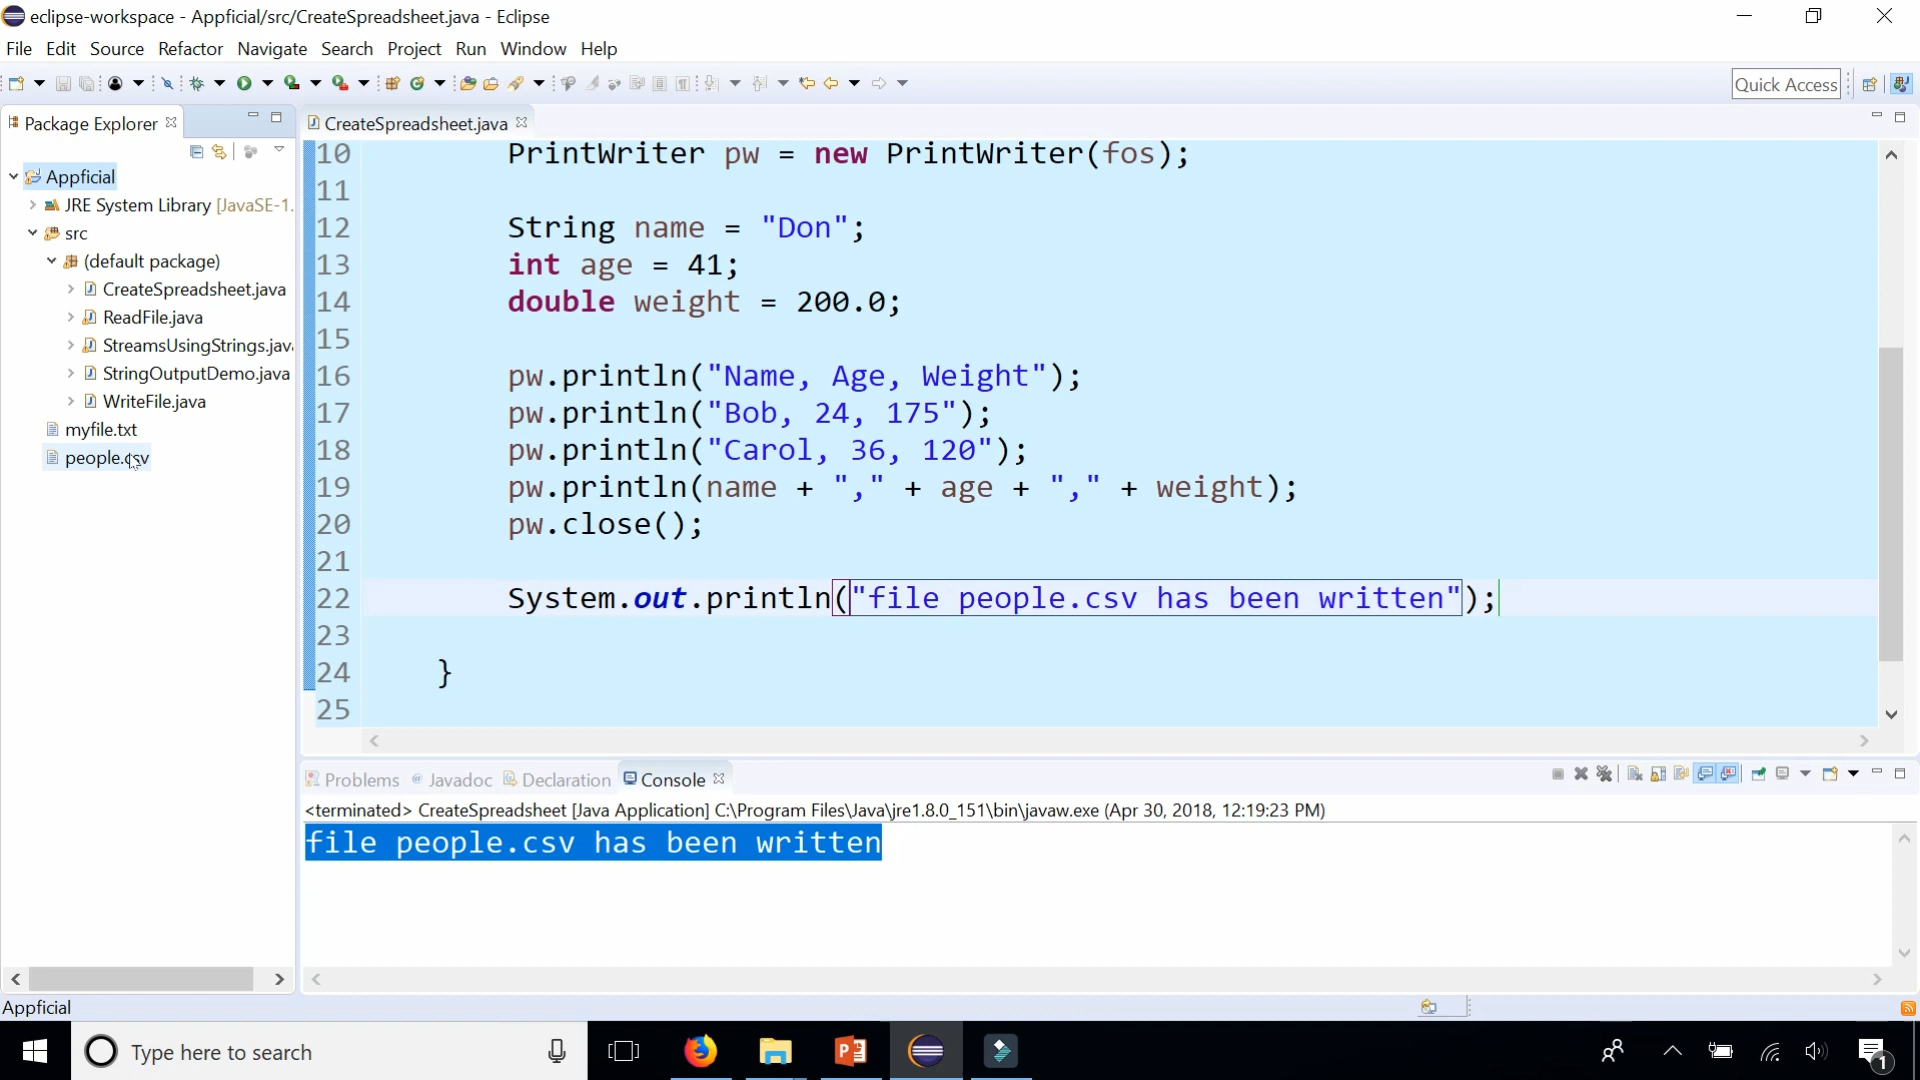 eclipse-workspace - Appficial/src/CreateSpreadsheet.java - Eclipse
File Edit Source Refactor Navigate Search Project Run Window Help
Quick Access
Package Explorer
CreateSpreadsheet.java
Appficial
JRE System Library [JavaSE-1.
src
(default package)
CreateSpreadsheet.java
ReadFile.java
StreamsUsingStrings.java
StringOutputDemo.java
WriteFile.java
myfile.txt
people.csv
10 PrintWriter pw = new PrintWriter(fos);
11
12 String name = "Don";
13 int age = 41;
14 double weight = 200.0;
15
16 pw.println("Name, Age, Weight");
17 pw.println("Bob, 24, 175");
18 pw.println("Carol, 36, 120");
19 pw.println(name + "," + age + "," + weight);
20 pw.close();
21
22 System.out.println("file people.csv has been written");
23
24 }
25
Problems Javadoc Declaration Console
<terminated> CreateSpreadsheet [Java Application] C:\Program Files\Java\jre1.8.0_151\bin\javaw.exe (Apr 30, 2018, 12:19:23 PM)
file people.csv has been written
Appficial
Type here to search
1